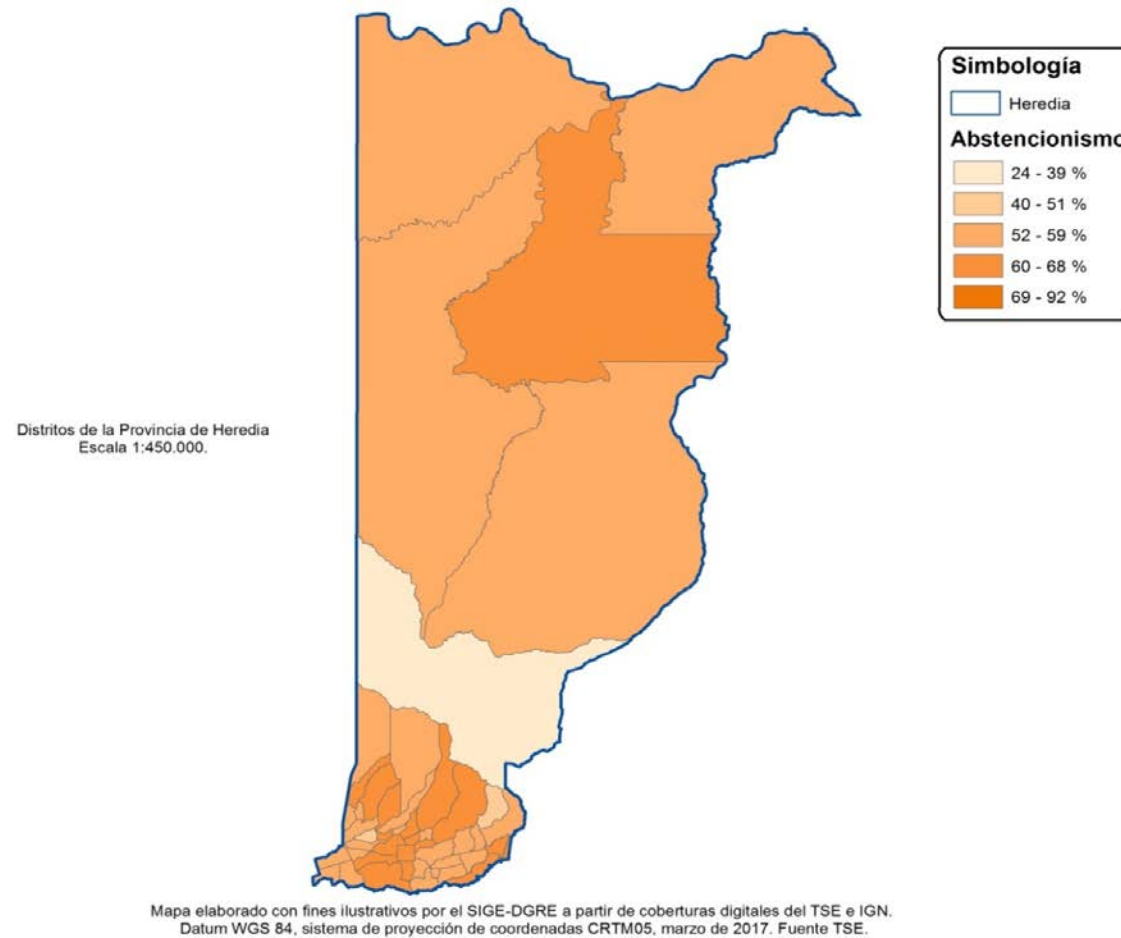 Simbología
Heredia
Abstencionismo
24 - 39 %
40 - 51 %
52 - 59 %
60 - 68 %
69 - 92 %
Distritos de la Provincia de Heredia
Escala 1:450.000.
Mapa elaborado con fines ilustrativos por el SIGE-DGRE a partir de coberturas digitales del TSE e IGN.
Datum WGS 84, sistema de proyección de coordenadas CRTM05, marzo de 2017. Fuente TSE.